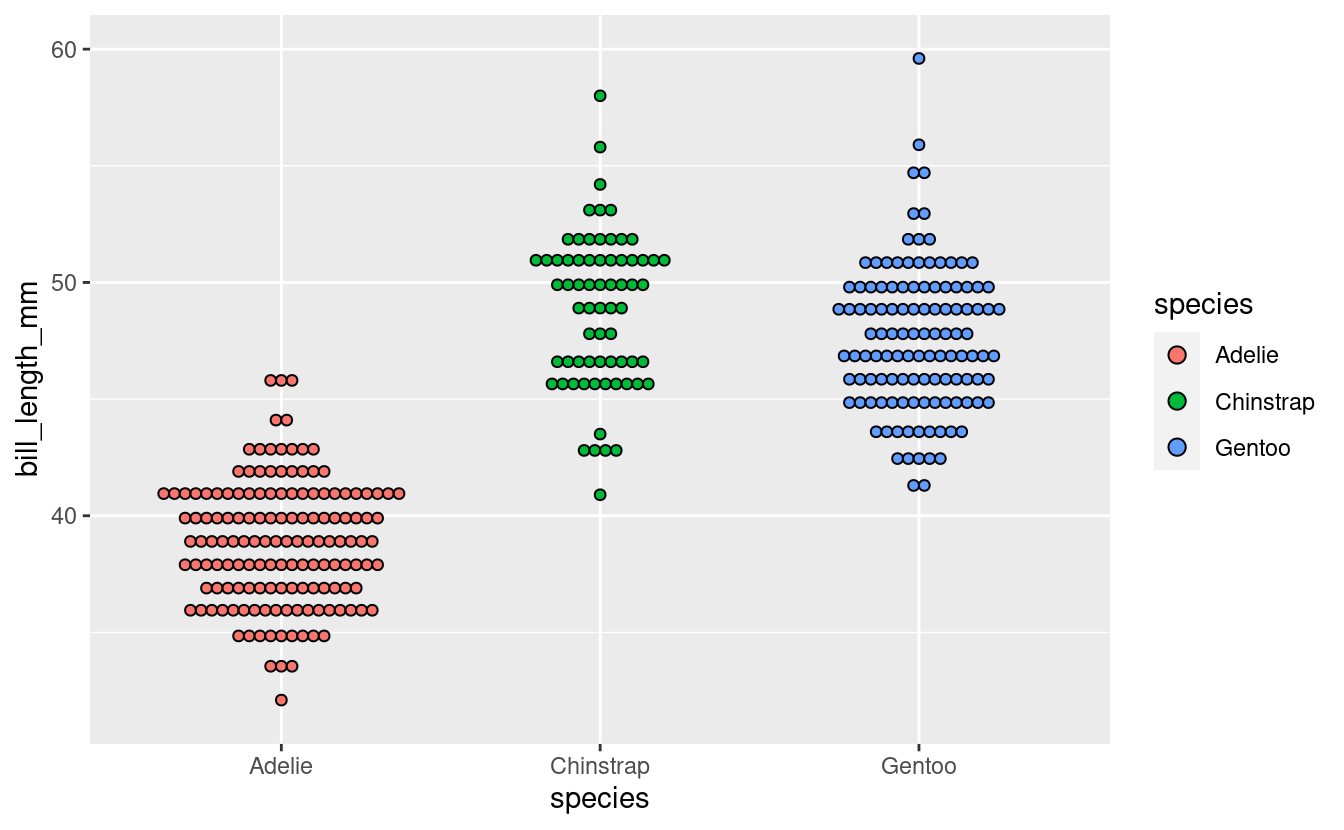 bill_length_mm
60
50
40
Adelie
Chinstrap
Gentoo
species
species
Adelie
Chinstrap
Gentoo